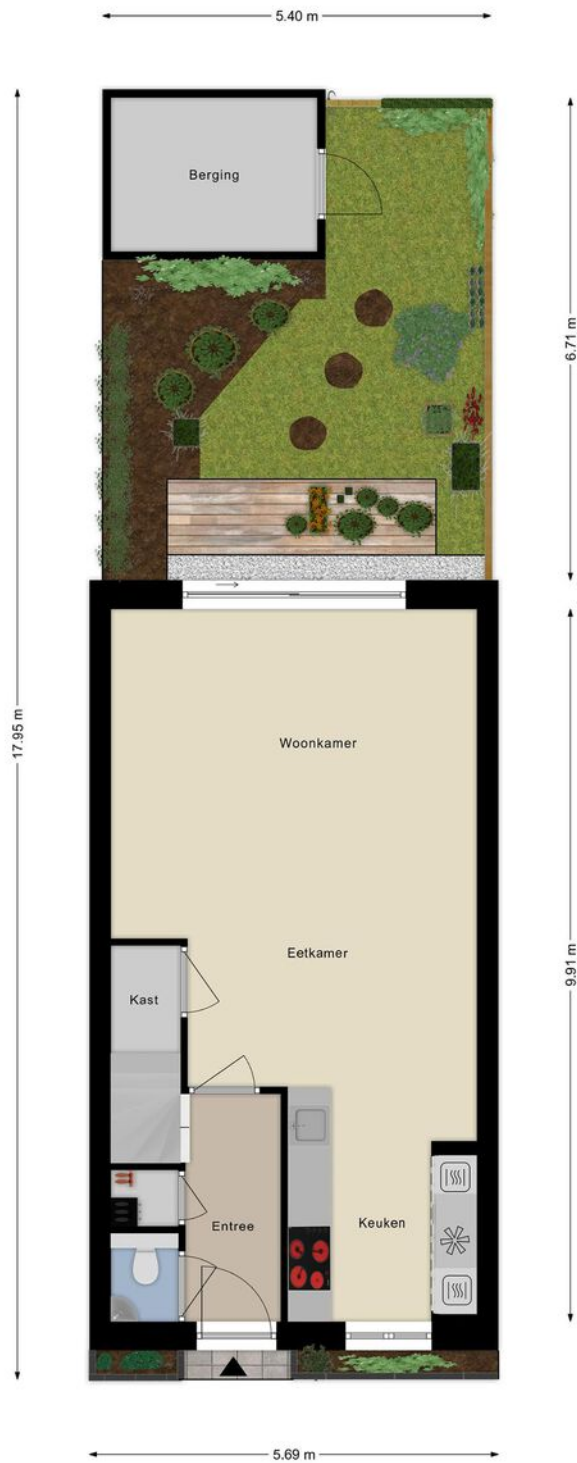 5.40 m
Berging
6.71 m
17.95 m
Woonkamer
Eetkamer
9.91 m
Kast
Entree
Keuken
5.69 m